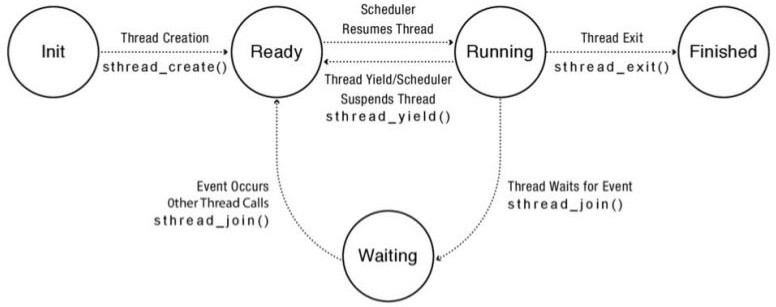 Scheduler
Resumes Thread
Init
Thread Creation
sthread_create()
Ready
Running
Thread Exit
sthread_exit()
Finished
Thread Yield/Scheduler
Suspends Thread
sthread_yield()
Event Occurs
Other Thread Calls
sthread_join()
Thread Waits for Event
sthread_join()
Waiting